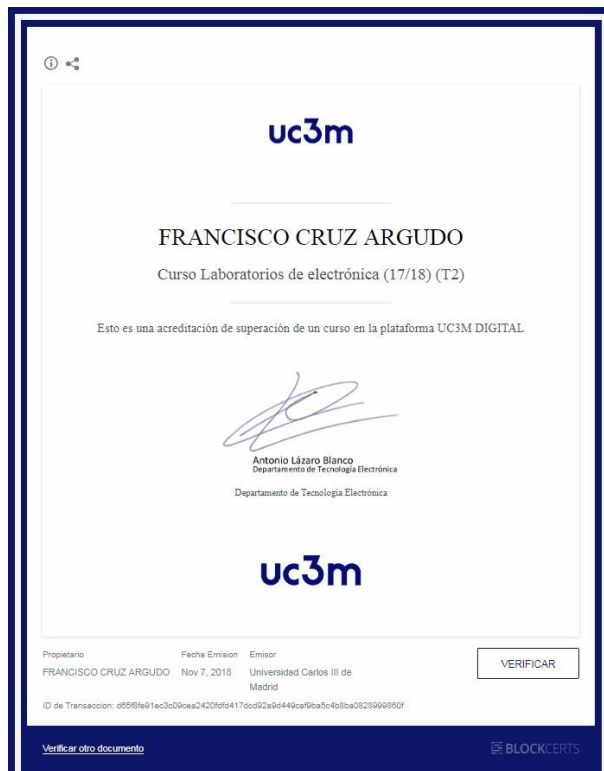 uc3m
FRANCISCO CRUZ ARGUDO
Curso Laboratorios de electrónica (17/18) (T2)
Esto es una acreditación de superación de un curso en la plataforma UC3M DIGITAL
Antonio Lázaro Blanco
Departamento de Tecnología Electrónica
Departamento de Tecnología Electrónica
uc3m
Propietario
FRANCISCO CRUZ ARGUDO
Fecha Emision
Nov 7, 2018
Emisor
Universidad Carlos III de
Madrid
VERIFICAR
ID de Transaccion:
Verificar otro documento
BLOCKCERTS